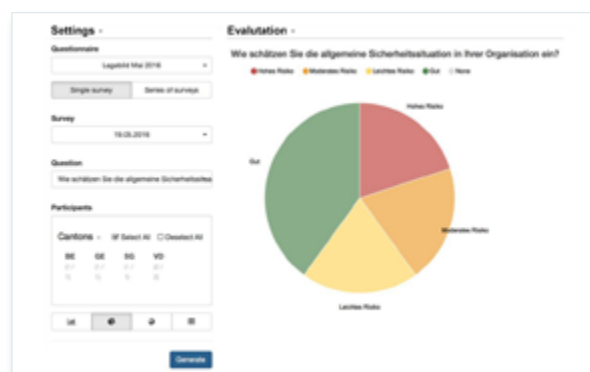 Settings
Questionnaire
Lagebild Mai 2016
Single survey
Series of surveys
Survey
19.05.2016
Question
Wie schätzen Sie die allgemeine Sicherheitssitua
Participants
Cantons
Select All
Deselect All
BE GE SG VD
Generate
Evalutation
Wie schätzen Sie die allgemeine Sicherheitssituation in Ihrer Organisation ein?
Hohes Risiko Moderates Risiko Leichtes Risiko Gut None
Hohes Risiko
Gut
Moderates Risiko
Leichtes Risiko